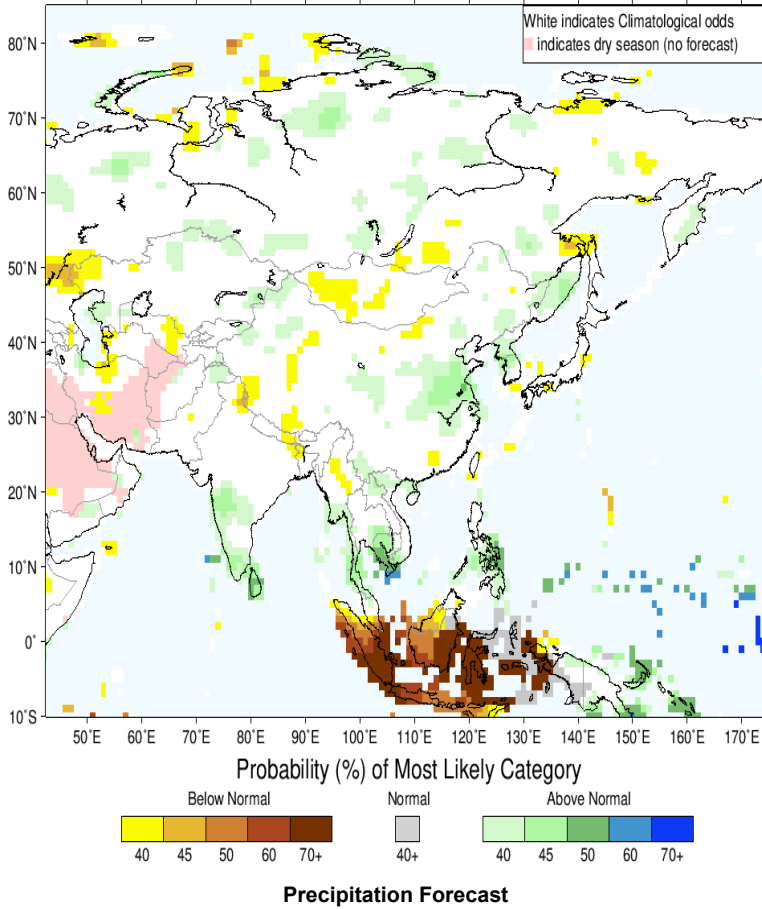 White indicates Climatological odds
indicates dry season (no forecast)
80°N
70°N
60°N
50°N
40°N
30°N
20°N
10°N
0°
10°S
50°E 60°E 70°E 80°E 90°E 100°E 110°E 120°E 130°E 140°E 150°E 160°E 170°E
Probability (%) of Most Likely Category
Below Normal Normal Above Normal
40 45 50 60 70+ 40+ 40 45 50 60 70+
Precipitation Forecast